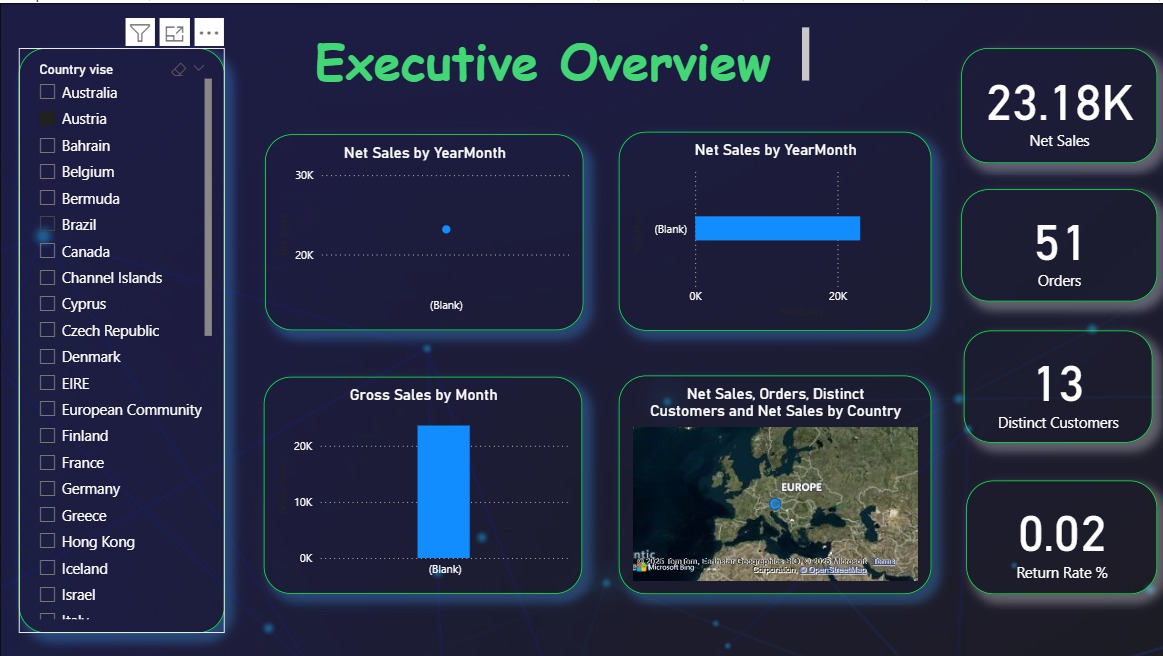 Executive Overview
Country vise
Australia
Austria
Bahrain
Belgium
Bermuda
Brazil
Canada
Channel Islands
Cyprus
Czech Republic
Denmark
EIRE
European Community
Finland
France
Germany
Greece
Hong Kong
Iceland
Israel
Italy
Net Sales by YearMonth
30K
20K
(Blank)
Net Sales by YearMonth
(Blank)
0K
20K
Gross Sales by Month
20K
10K
0K
(Blank)
Net Sales, Orders, Distinct
Customers and Net Sales by Country
EUROPE
ntic
© 2025 TomTom, Earthstar Geographics SIO, © 2025 Microsoft
Corporation, © OpenStreetMap
Terms
Microsoft Bing
23.18K
Net Sales
51
Orders
13
Distinct Customers
0.02
Return Rate %